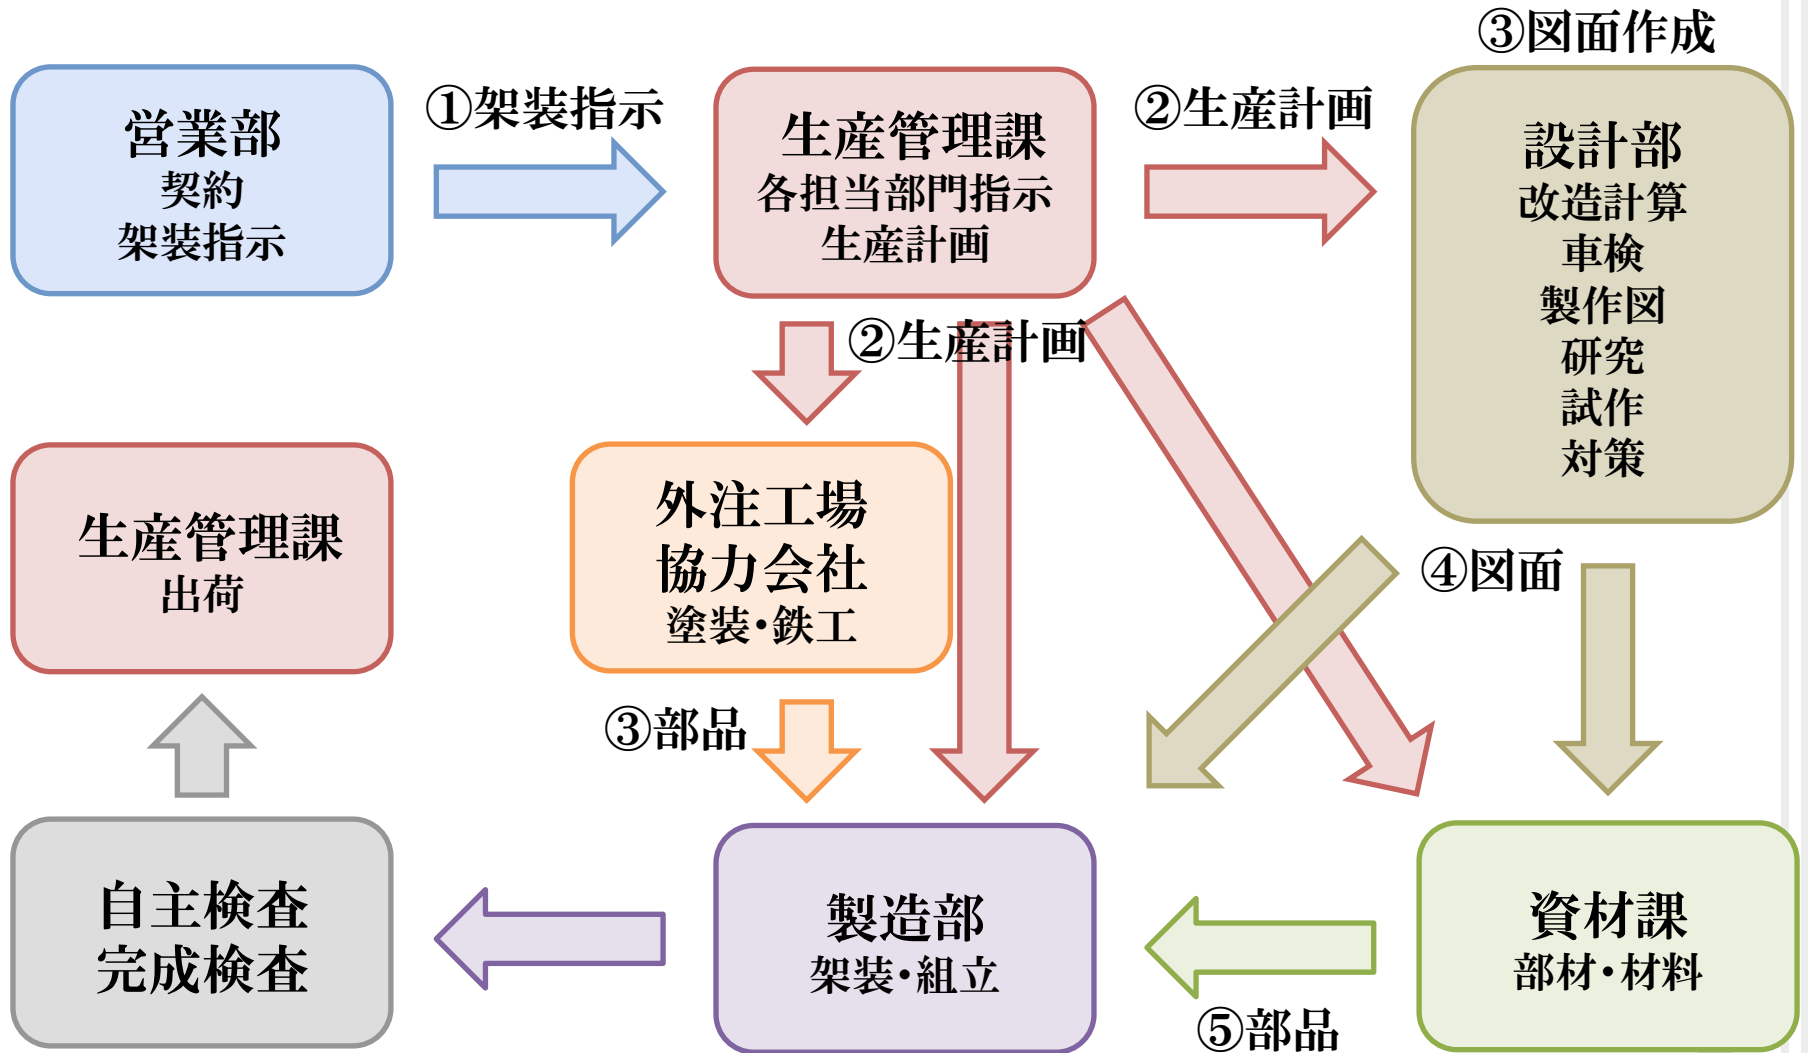 ③図面作成
営業部
契約
架装指示
①架装指示
生産管理課
各担当部門指示
生産計画
②生産計画
設計部
改造計算
車検
製作図
研究
試作
対策
②生産計画
生産管理課
出荷
外注工場
協力会社
塗装・鉄工
④図面
③部品
自主検査
完成検査
製造部
架装・組立
資材課
部材・材料
⑤部品